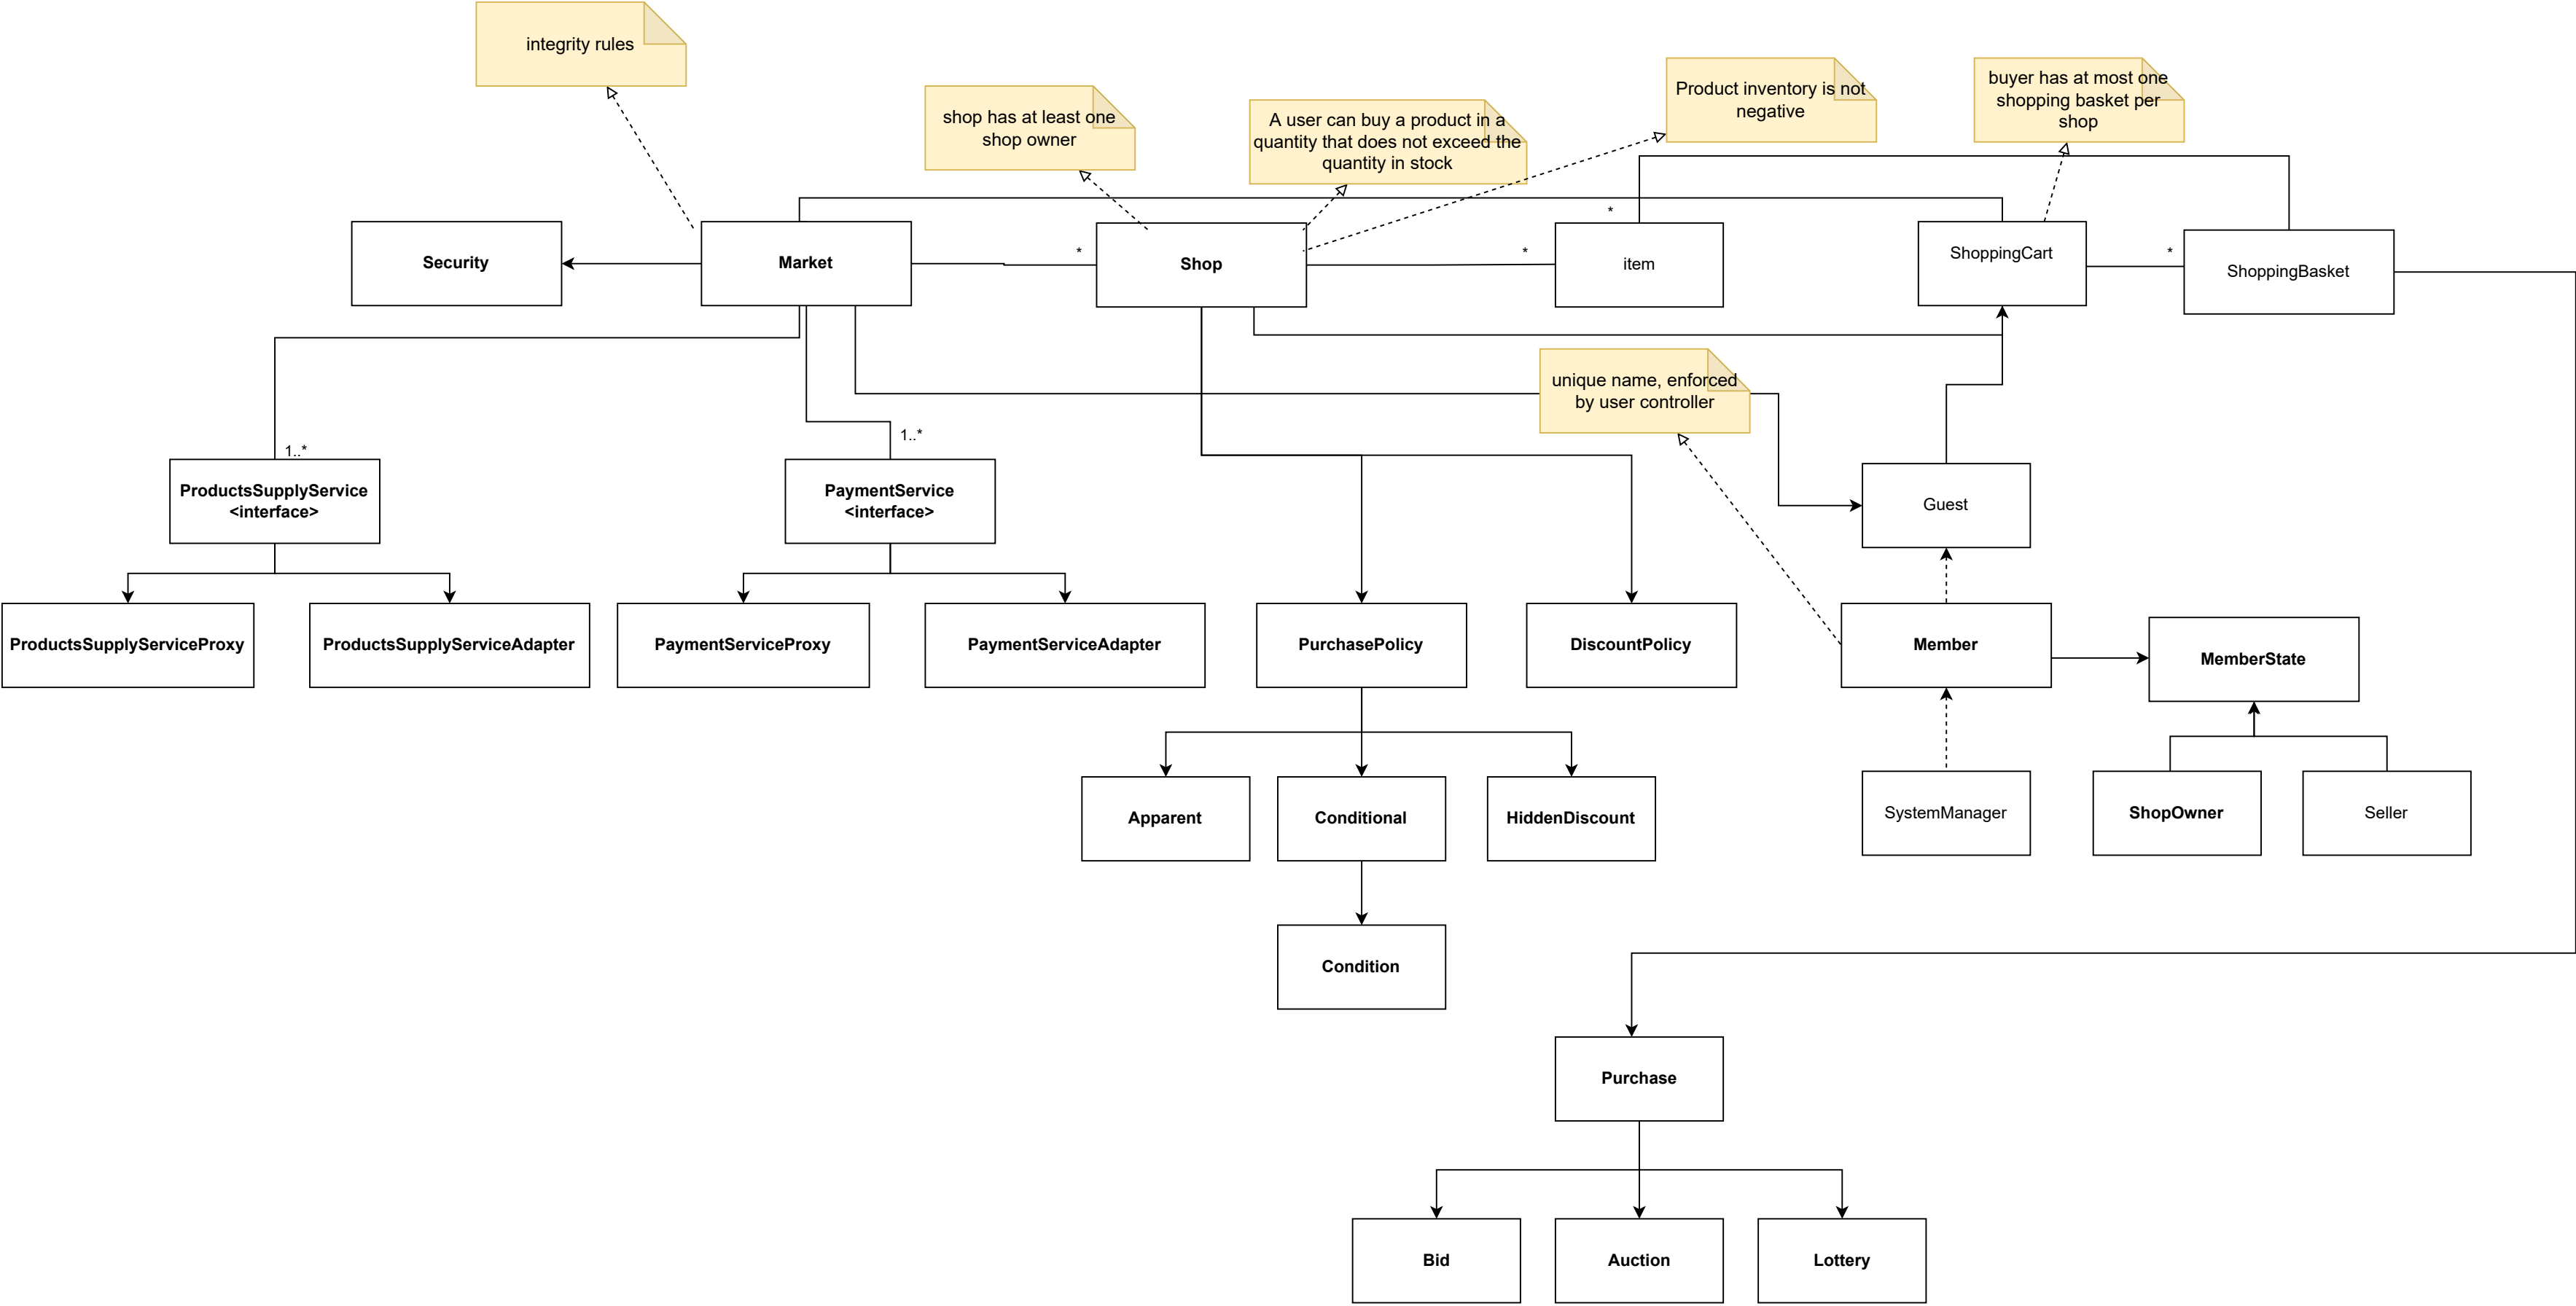 integrity rules
shop has at least one
shop owner
A user can buy a product in a
quantity that does not exceed the
quantity in stock
Product inventory is not
negative
buyer has at most one
shopping basket per
shop
*
Security
Market
*
Shop
*
item
ShoppingCart
*
ShoppingBasket
unique name, enforced
by user controller
1..*
1..*
ProductsSupplyService
<interface>
PaymentService
<interface>
Guest
ProductsSupplyServiceProxy
ProductsSupplyServiceAdapter
PaymentServiceProxy
PaymentServiceAdapter
PurchasePolicy
DiscountPolicy
Member
MemberState
Apparent
Conditional
HiddenDiscount
SystemManager
ShopOwner
Seller
Condition
Purchase
Bid
Auction
Lottery